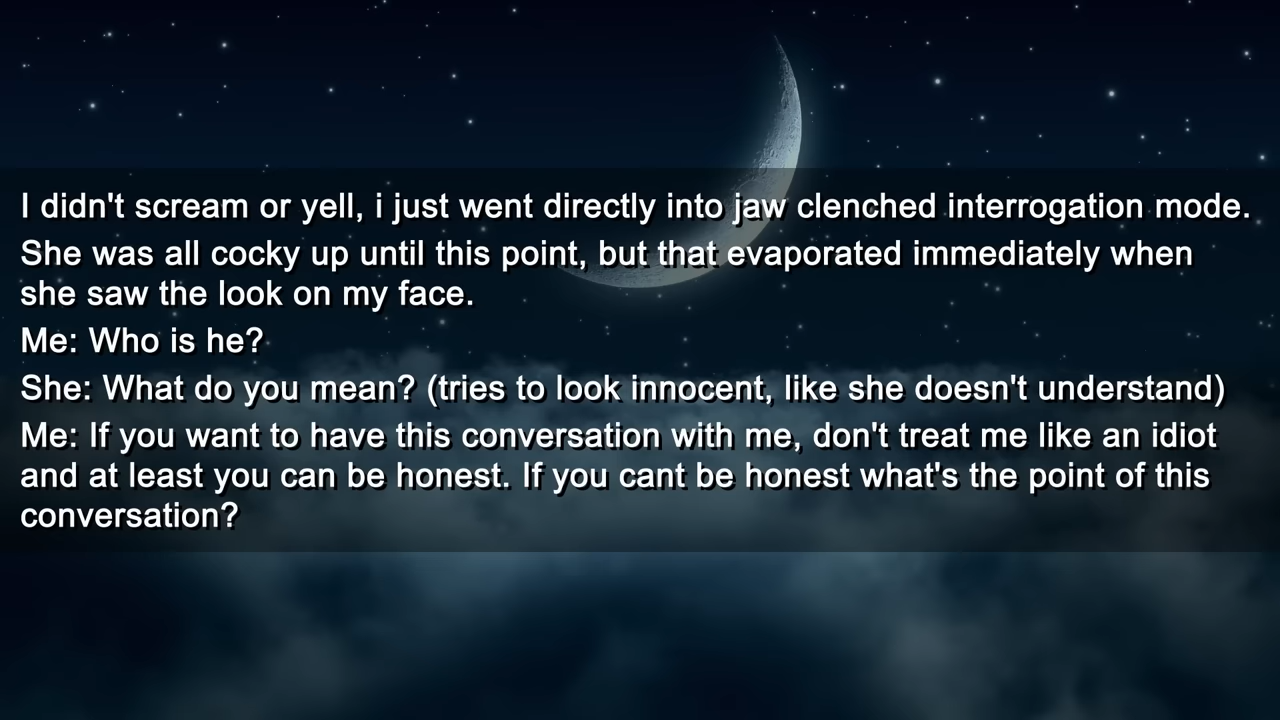 I didn't scream or yell, i just went directly into jaw clenched interrogation mode.
She was all cocky up until this point, but that evaporated immediately when
she saw the look on my face.
Me: Who is he?
She: What do you mean? (tries to look innocent, like she doesn't understand)
Me: If you want to have this conversation with me, don't treat me like an idiot
and at least you can be honest. If you cant be honest what's the point of this
conversation?